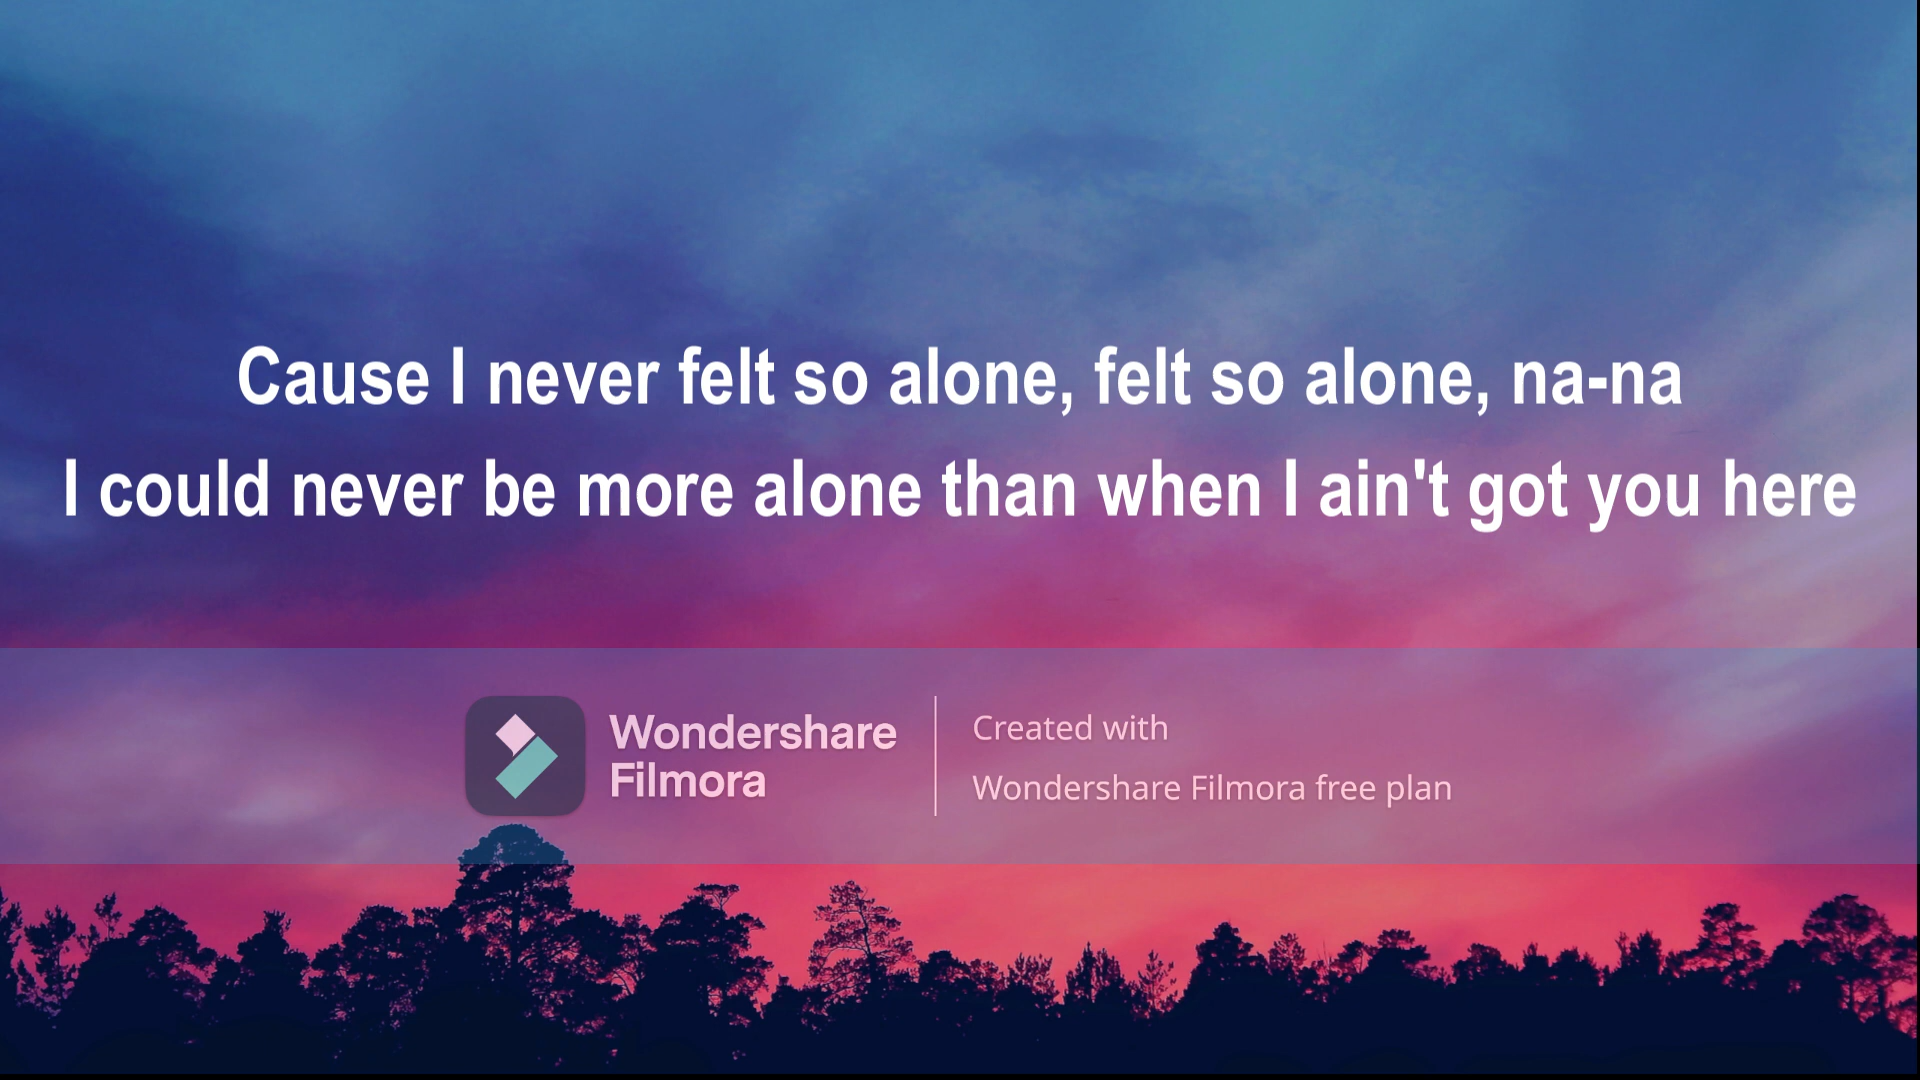 Cause I never felt so alone, felt so alone, na-na
I could never be more alone than when I ain't got you here
Wondershare
Filmora
Created with
Wondershare Filmora free plan